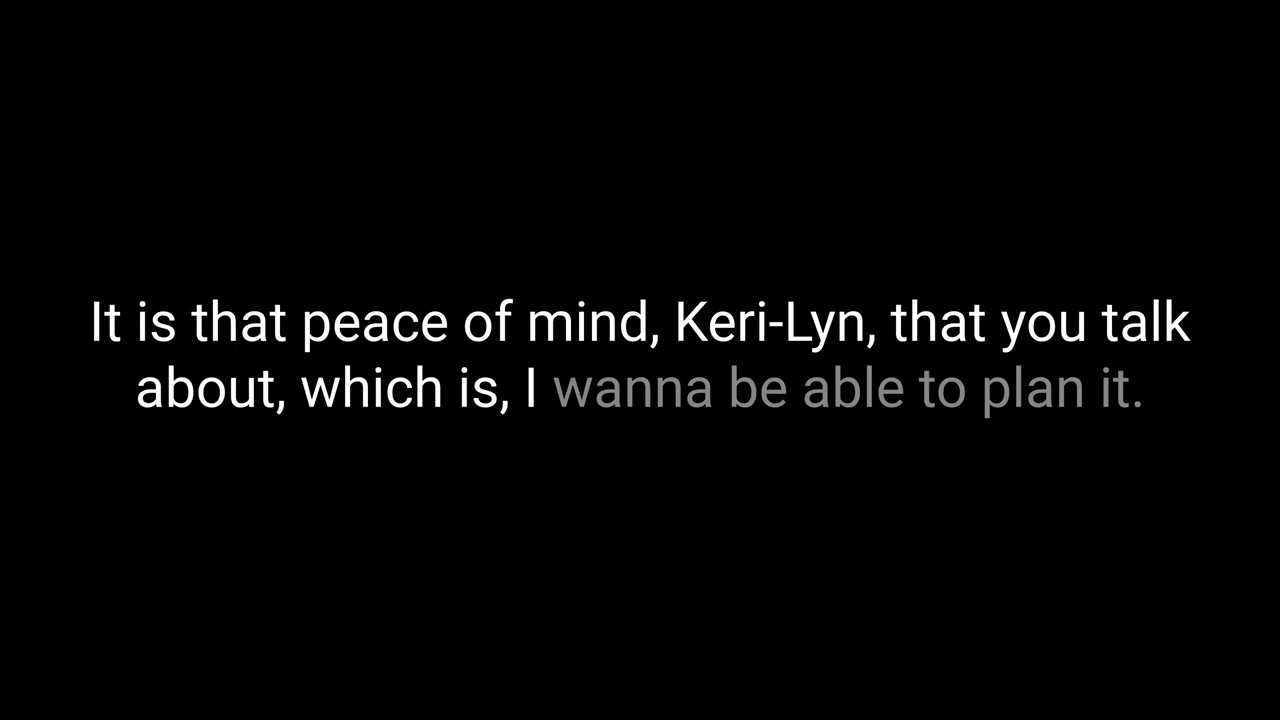 It is that peace of mind, Keri-Lyn, that you talk
about, which is, I wanna be able to plan it.